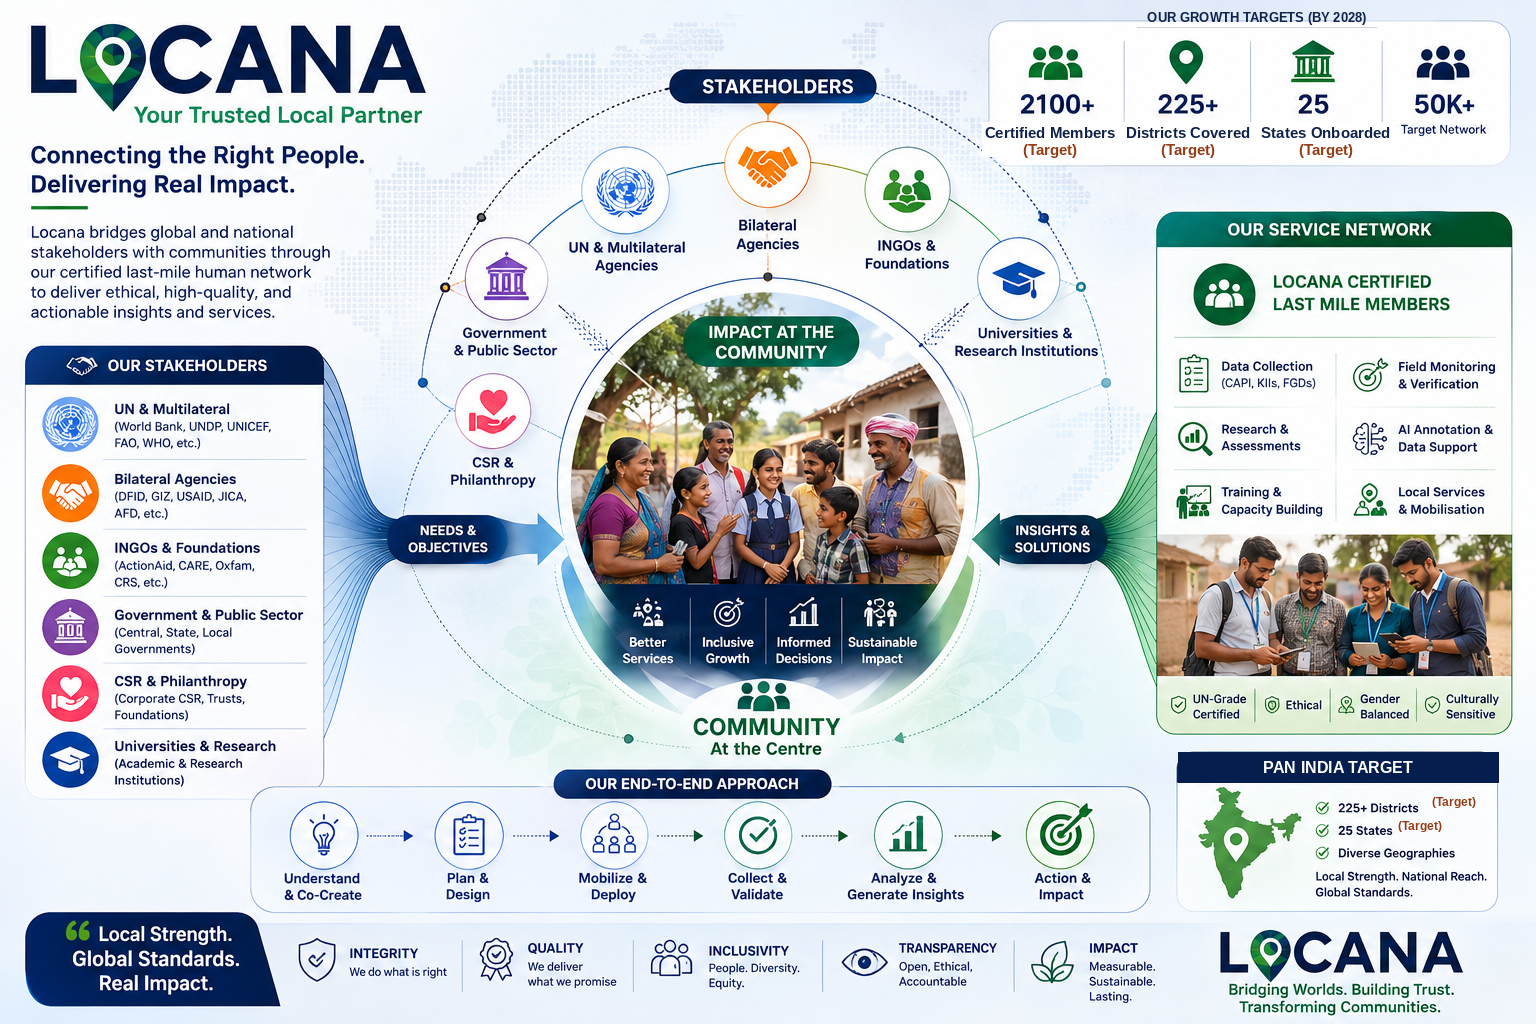 LOCANA
Your Trusted Local Partner
Connecting the Right People.
Delivering Real Impact.
Locana bridges global and national
stakeholders with communities through
our certified last-mile human network
to deliver ethical, high-quality, and
actionable insights and services.
OUR GROWTH TARGETS (BY 2028)
2100+
Certified Members
(Target)
225+
Districts Covered
(Target)
25
States Onboarded
(Target)
50K+
Target Network
STAKEHOLDERS
Government
& Public Sector
UN & Multilateral
Agencies
Bilateral
Agencies
INGOs &
Foundations
Universities &
Research Institutions
CSR &
Philanthropy
OUR STAKEHOLDERS
UN & Multilateral
(World Bank, UNDP, UNICEF,
FAO, WHO, etc.)
Bilateral Agencies
(DFID, GIZ, USAID, JICA,
AFD, etc.)
INGOs & Foundations
(ActionAid, CARE, Oxfam,
CRS, etc.)
Government & Public Sector
(Central, State, Local
Governments)
CSR & Philanthropy
(Corporate CSR, Trusts,
Foundations)
Universities & Research
(Academic & Research
Institutions)
NEEDS &
OBJECTIVES
IMPACT AT THE
COMMUNITY
Better
Services
Inclusive
Growth
Informed
Decisions
Sustainable
Impact
COMMUNITY
At the Centre
INSIGHTS &
SOLUTIONS
OUR SERVICE NETWORK
LOCANA CERTIFIED
LAST MILE MEMBERS
Data Collection
(CAPI, KIIs, FGDs)
Field Monitoring
& Verification
Research &
Assessments
AI Annotation &
Data Support
Training &
Capacity Building
Local Services
& Mobilisation
UN-Grade
Certified
Ethical
Gender
Balanced
Culturally
Sensitive
PAN INDIA TARGET
225+ Districts (Target)
25 States (Target)
Diverse Geographies
Local Strength. National Reach.
Global Standards.
OUR END-TO-END APPROACH
Understand
& Co-Create
Plan &
Design
Mobilize &
Deploy
Collect &
Validate
Analyze &
Generate Insights
Action &
Impact
“ Local Strength.
Global Standards.
Real Impact.
INTEGRITY
We do what is right
QUALITY
We deliver
what we promise
INCLUSIVITY
People. Diversity.
Equity.
TRANSPARENCY
Open, Ethical,
Accountable
IMPACT
Measurable.
Sustainable.
Lasting.
LOCANA
Bridging Worlds. Building Trust.
Transforming Communities.